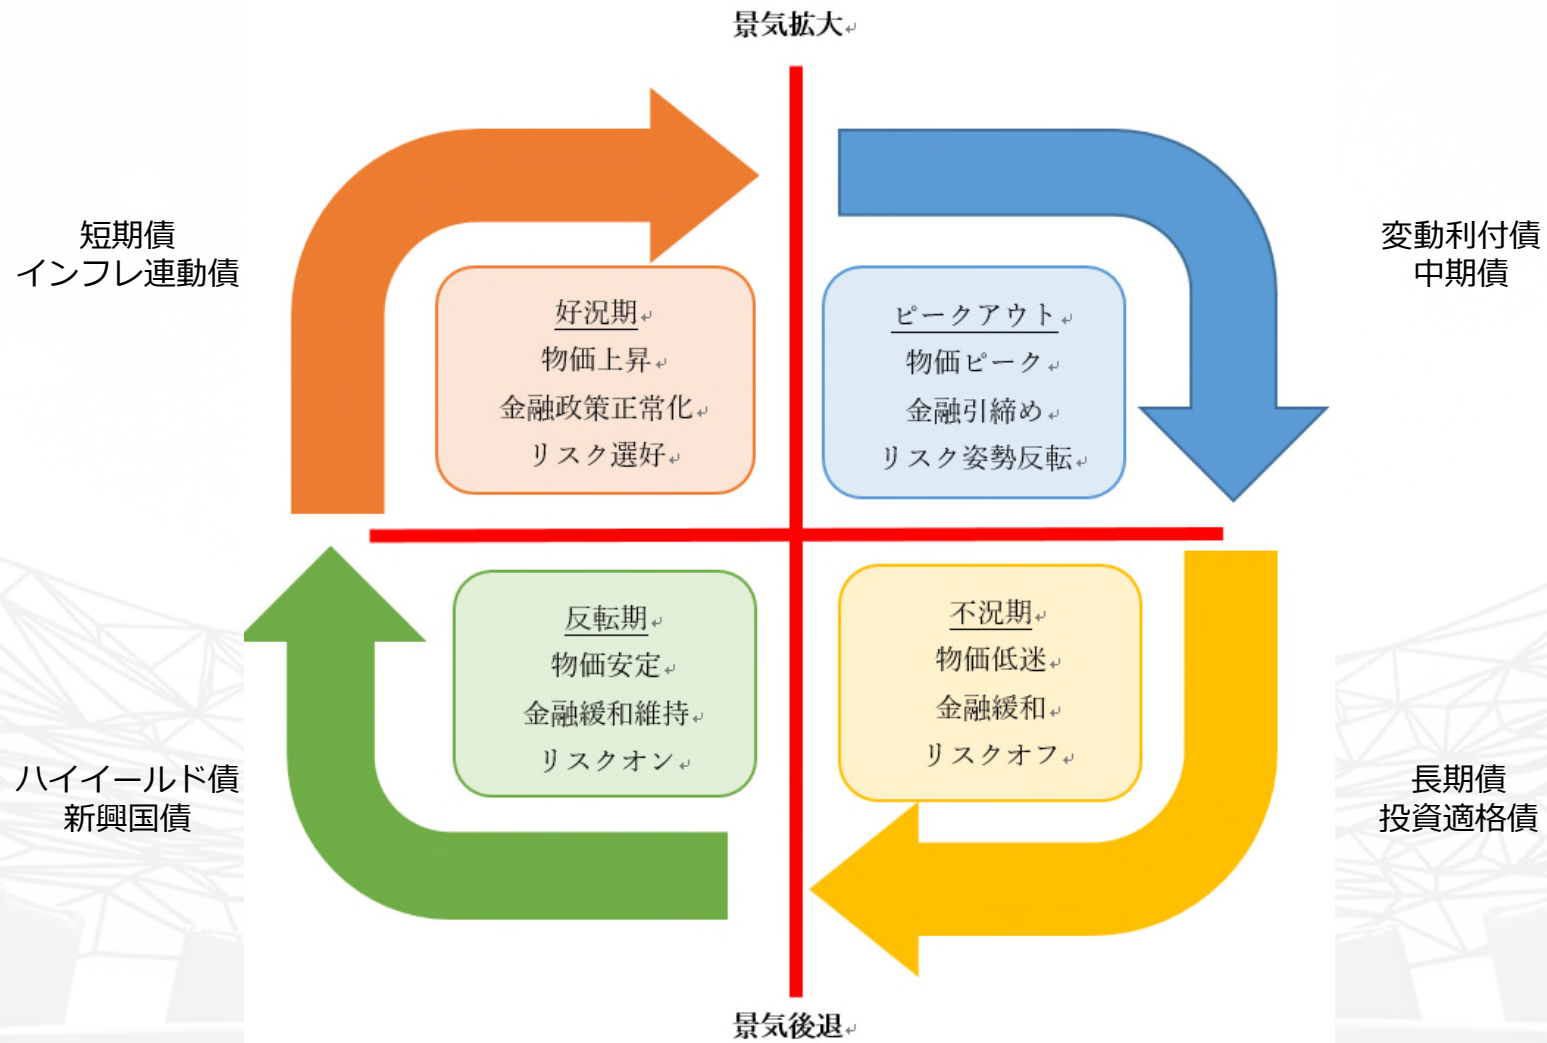 景気拡大
短期債
インフレ連動債
好況期
物価上昇
金融政策正常化
リスク選好
ピークアウト
物価ピーク
金融引締め
リスク姿勢反転
変動利付債
中期債
ハイイールド債
新興国債
反転期
物価安定
金融緩和維持
リスクオン
不況期
物価低迷
金融緩和
リスクオフ
長期債
投資適格債
景気後退